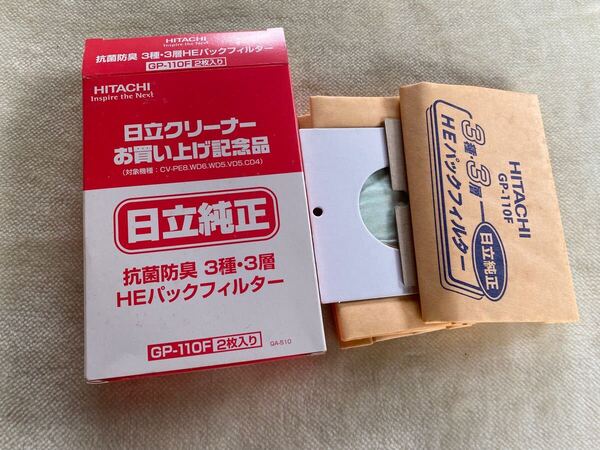 HITACHI
Inspire the Next
抗菌防臭 3種・3層HEパックフィルター
GP-110F 2枚入り
HITACHI
Inspire the Next
日立クリーナー
お買い上げ記念品
(対象機種:CV-PE8.WD6.WD5.VD5.CD4)
日立純正
抗菌防臭 3種・3層
HEパックフィルター
GP-110F 2枚入り
GA-510
HITACHI
GP-110F
3種・3層
日立純正
HEパックフィルター